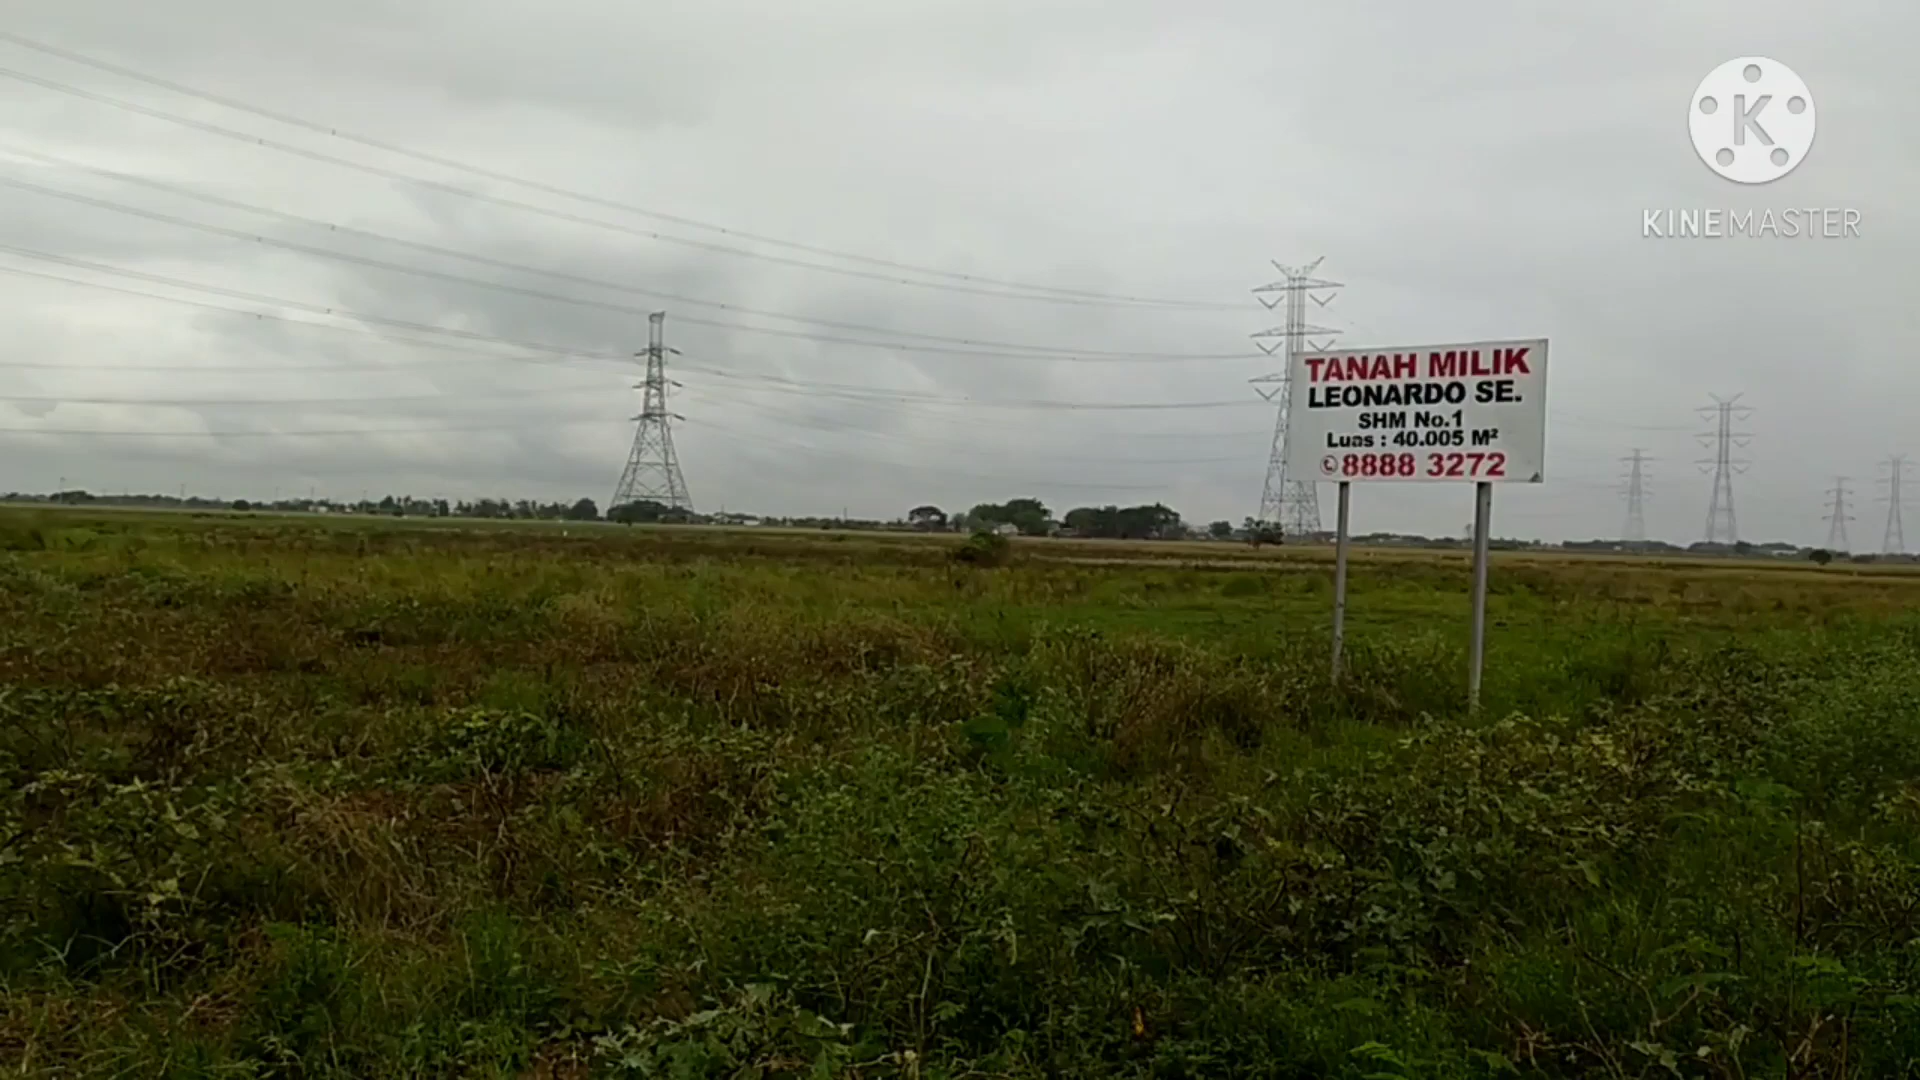 K
KINEMASTER
TANAH MILIK
LEONARDO SE.
SHM No.1
Luas : 40.005 M²
8888 3272